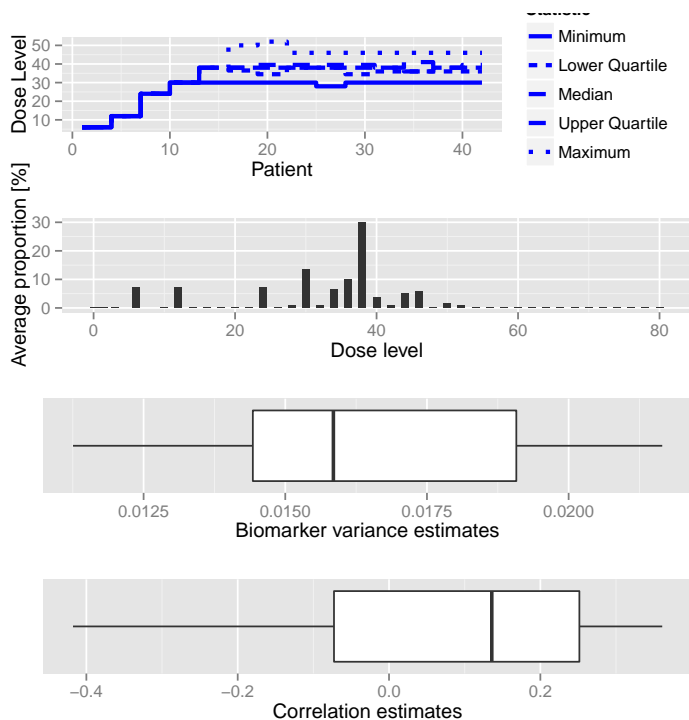 Statistic
Minimum
Lower Quartile
Median
Upper Quartile
Maximum
Dose Level
50
40
30
20
10
0
10
20
30
40
Patient
Average proportion [%]
30
20
10
0
0
20
40
60
80
Dose level
0.0125
0.0150
0.0175
0.0200
Biomarker variance estimates
−0.4
−0.2
0.0
0.2
Correlation estimates